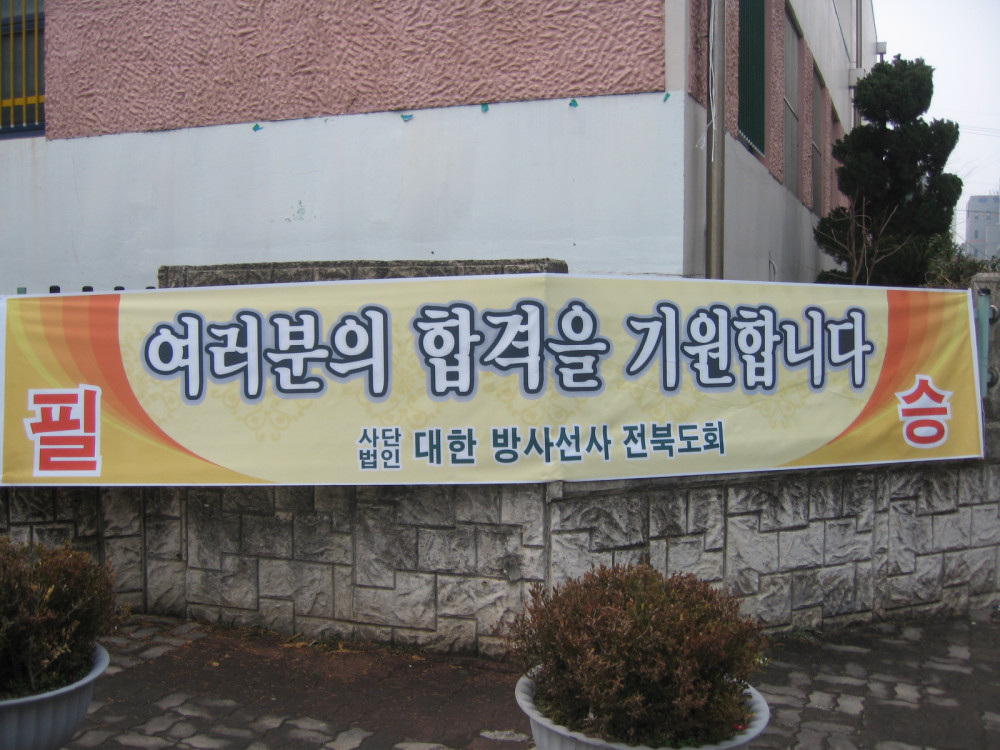 여러분의 합격을 기원합니다
필 승
사단법인 대한 방사선사 전북도회